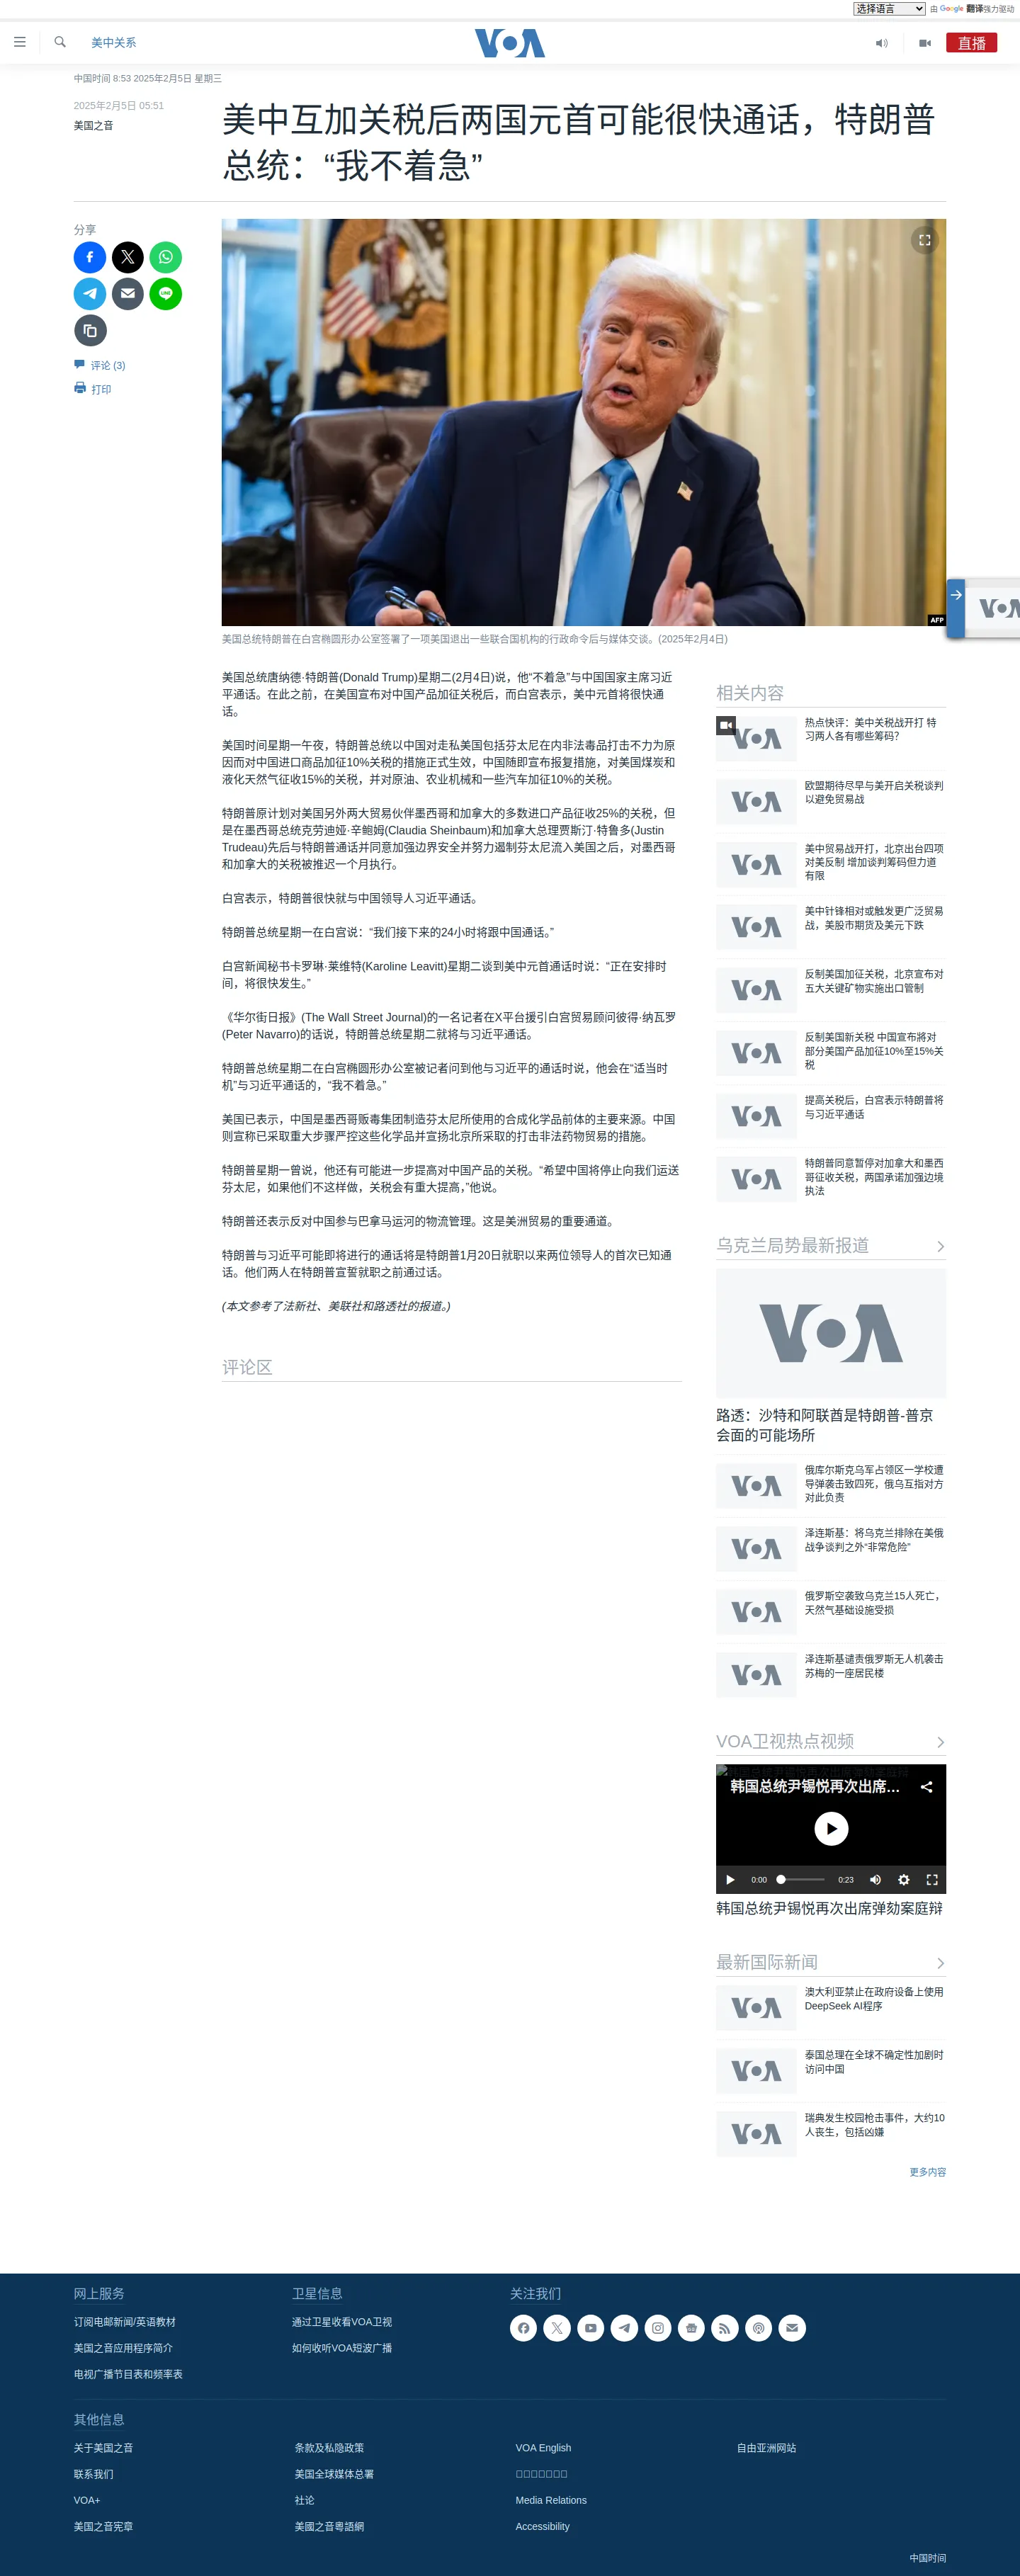 选择语言
由 Google 翻译强力驱动
美中关系
VOA
直播
中国时间 8:53 2025年2月5日 星期三
2025年2月5日 05:51
美国之音
美中互加关税后两国元首可能很快通话，特朗普
总统：“我不着急”
分享
评论 (3)
打印
AFP
美国总统特朗普在白宫椭圆形办公室签署了一项美国退出一些联合国机构的行政命令后与媒体交谈。(2025年2月4日)
美国总统唐纳德·特朗普(Donald Trump)星期二(2月4日)说，他“不着急”与中国国家主席习近
平通话。在此之前，在美国宣布对中国产品加征关税后，而白宫表示，美中元首将很快通
话。
美国时间星期一午夜，特朗普总统以中国对走私美国包括芬太尼在内非法毒品打击不力为原
因而对中国进口商品加征10%关税的措施正式生效，中国随即宣布报复措施，对美国煤炭和
液化天然气征收15%的关税，并对原油、农业机械和一些汽车加征10%的关税。
特朗普原计划对美国另外两大贸易伙伴墨西哥和加拿大的多数进口产品征收25%的关税，但
是在墨西哥总统克劳迪娅·辛鲍姆(Claudia Sheinbaum)和加拿大总理贾斯汀·特鲁多(Justin
Trudeau)先后与特朗普通话并同意加强边界安全并努力遏制芬太尼流入美国之后，对墨西哥
和加拿大的关税被推迟一个月执行。
白宫表示，特朗普很快就与中国领导人习近平通话。
特朗普总统星期一在白宫说：“我们接下来的24小时将跟中国通话。”
白宫新闻秘书卡罗琳·莱维特(Karoline Leavitt)星期二谈到美中元首通话时说：“正在安排时
间，将很快发生。”
《华尔街日报》(The Wall Street Journal)的一名记者在X平台援引白宫贸易顾问彼得·纳瓦罗
(Peter Navarro)的话说，特朗普总统星期二就将与习近平通话。
特朗普总统星期二在白宫椭圆形办公室被记者问到他与习近平的通话时说，他会在“适当时
机”与习近平通话的，“我不着急。”
美国已表示，中国是墨西哥贩毒集团制造芬太尼所使用的合成化学品前体的主要来源。中国
则宣称已采取重大步骤严控这些化学品并宣扬北京所采取的打击非法药物贸易的措施。
特朗普星期一曾说，他还有可能进一步提高对中国产品的关税。“希望中国将停止向我们运送
芬太尼，如果他们不这样做，关税会有重大提高，”他说。
特朗普还表示反对中国参与巴拿马运河的物流管理。这是美洲贸易的重要通道。
特朗普与习近平可能即将进行的通话将是特朗普1月20日就职以来两位领导人的首次已知通
话。他们两人在特朗普宣誓就职之前通过话。
(本文参考了法新社、美联社和路透社的报道。)
评论区
相关内容
热点快评：美中关税战开打 特
习两人各有哪些筹码？
欧盟期待尽早与美开启关税谈判
以避免贸易战
美中贸易战开打，北京出台四项
对美反制 增加谈判筹码但力道
有限
美中针锋相对或触发更广泛贸易
战，美股市期货及美元下跌
反制美国加征关税，北京宣布对
五大关键矿物实施出口管制
反制美国新关税 中国宣布將对
部分美国产品加征10%至15%关
税
提高关税后，白宫表示特朗普将
与习近平通话
特朗普同意暂停对加拿大和墨西
哥征收关税，两国承诺加强边境
执法
乌克兰局势最新报道
VOA
路透：沙特和阿联酋是特朗普-普京
会面的可能场所
俄库尔斯克乌军占领区一学校遭
导弹袭击致四死，俄乌互指对方
对此负责
泽连斯基：将乌克兰排除在美俄
战争谈判之外“非常危险”
俄罗斯空袭致乌克兰15人死亡，
天然气基础设施受损
泽连斯基谴责俄罗斯无人机袭击
苏梅的一座居民楼
VOA卫视热点视频
韩国总统尹锡悦再次出席...
0:00
0:23
韩国总统尹锡悦再次出席弹劾案庭辩
最新国际新闻
澳大利亚禁止在政府设备上使用
DeepSeek AI程序
泰国总理在全球不确定性加剧时
访问中国
瑞典发生校园枪击事件，大约10
人丧生，包括凶嫌
更多内容
网上服务
订阅电邮新闻/英语教材
美国之音应用程序简介
电视广播节目表和频率表
卫星信息
通过卫星收看VOA卫视
如何收听VOA短波广播
关注我们
其他信息
关于美国之音
联系我们
VOA+
美国之音宪章
条款及私隐政策
美国全球媒体总署
社论
美國之音粵語網
VOA English
Media Relations
Accessibility
自由亚洲网站
中国时间